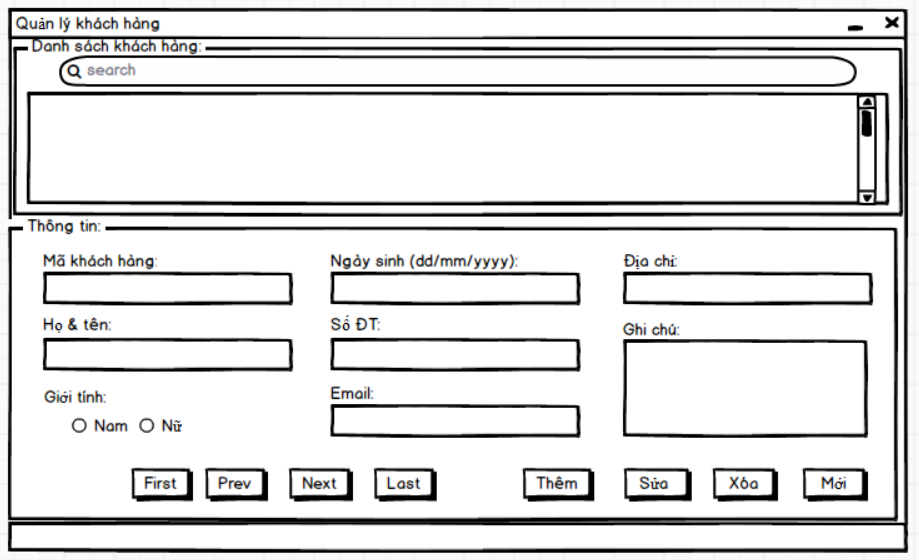 Quản lý khách hàng
Danh sách khách hàng:
search
Thông tin:
Mã khách hàng:
Ngày sinh (dd/mm/yyyy):
Địa chỉ:
Họ & tên:
Số ĐT:
Ghi chú:
Giới tính:
Email:
Nam
Nữ
First
Prev
Next
Last
Thêm
Sửa
Xóa
Mới